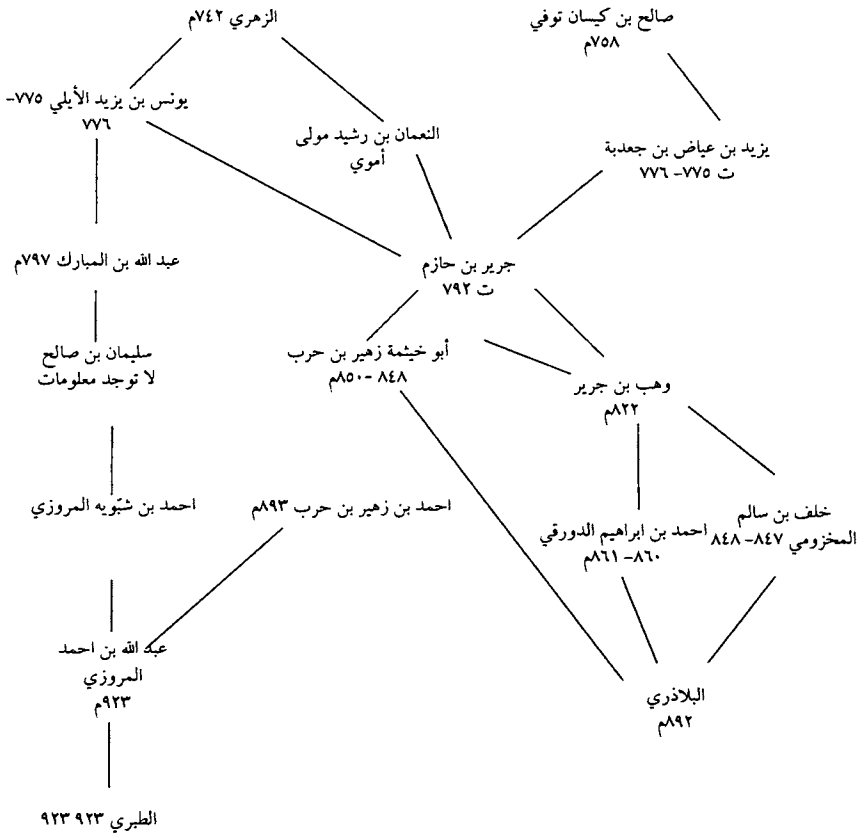 صالح بن كيسان توفي
٧٥٨م
الزهري ٧٤٢م
يونس بن يزيد الأيلي ٧٧٥–
٧٧٦
النعمان بن رشيد مولى
أموي
يزيد بن عياض بن جعدبة
ت ٧٧٥– ٧٧٦
جرير بن حازم
ت ٧٩٢
عبد الله بن المبارك ٧٩٧م
أبو خيثمة زهير بن حرب
٨٤٨ –٨٥٠م
سليمان بن صالح
لا توجد معلومات
وهب بن جرير
٨٢٢م
احمد بن زهير بن حرب ٨٩٣م
احمد بن شبّويه المروزي
خلف بن سالم
المخزومي ٨٤٧– ٨٤٨
احمد بن ابراهيم الدورقي
٨٦٠– ٨٦١م
عبد الله بن احمد
المروزي
٩٢٣م
البلاذري
٨٩٢م
الطبري ٩٢٣ ٩٢٣